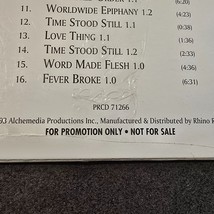 (6:20)
11. WORLDWIDE EPIPHANY 1.2 (4:23)
12. TIME STOOD STILL 1.1 (0:38)
13. LOVE THING 1.1
14. TIME STOOD STILL 1.2 (2:33)
15. WORD MADE FLESH 1.0 (4:36)
16. FEVER BROKE 1.0 (6:31)
PRCD 71266
Alchemedia Productions Inc., Manufactured & Distributed by Rhino
FOR PROMOTION ONLY • NOT FOR SALE